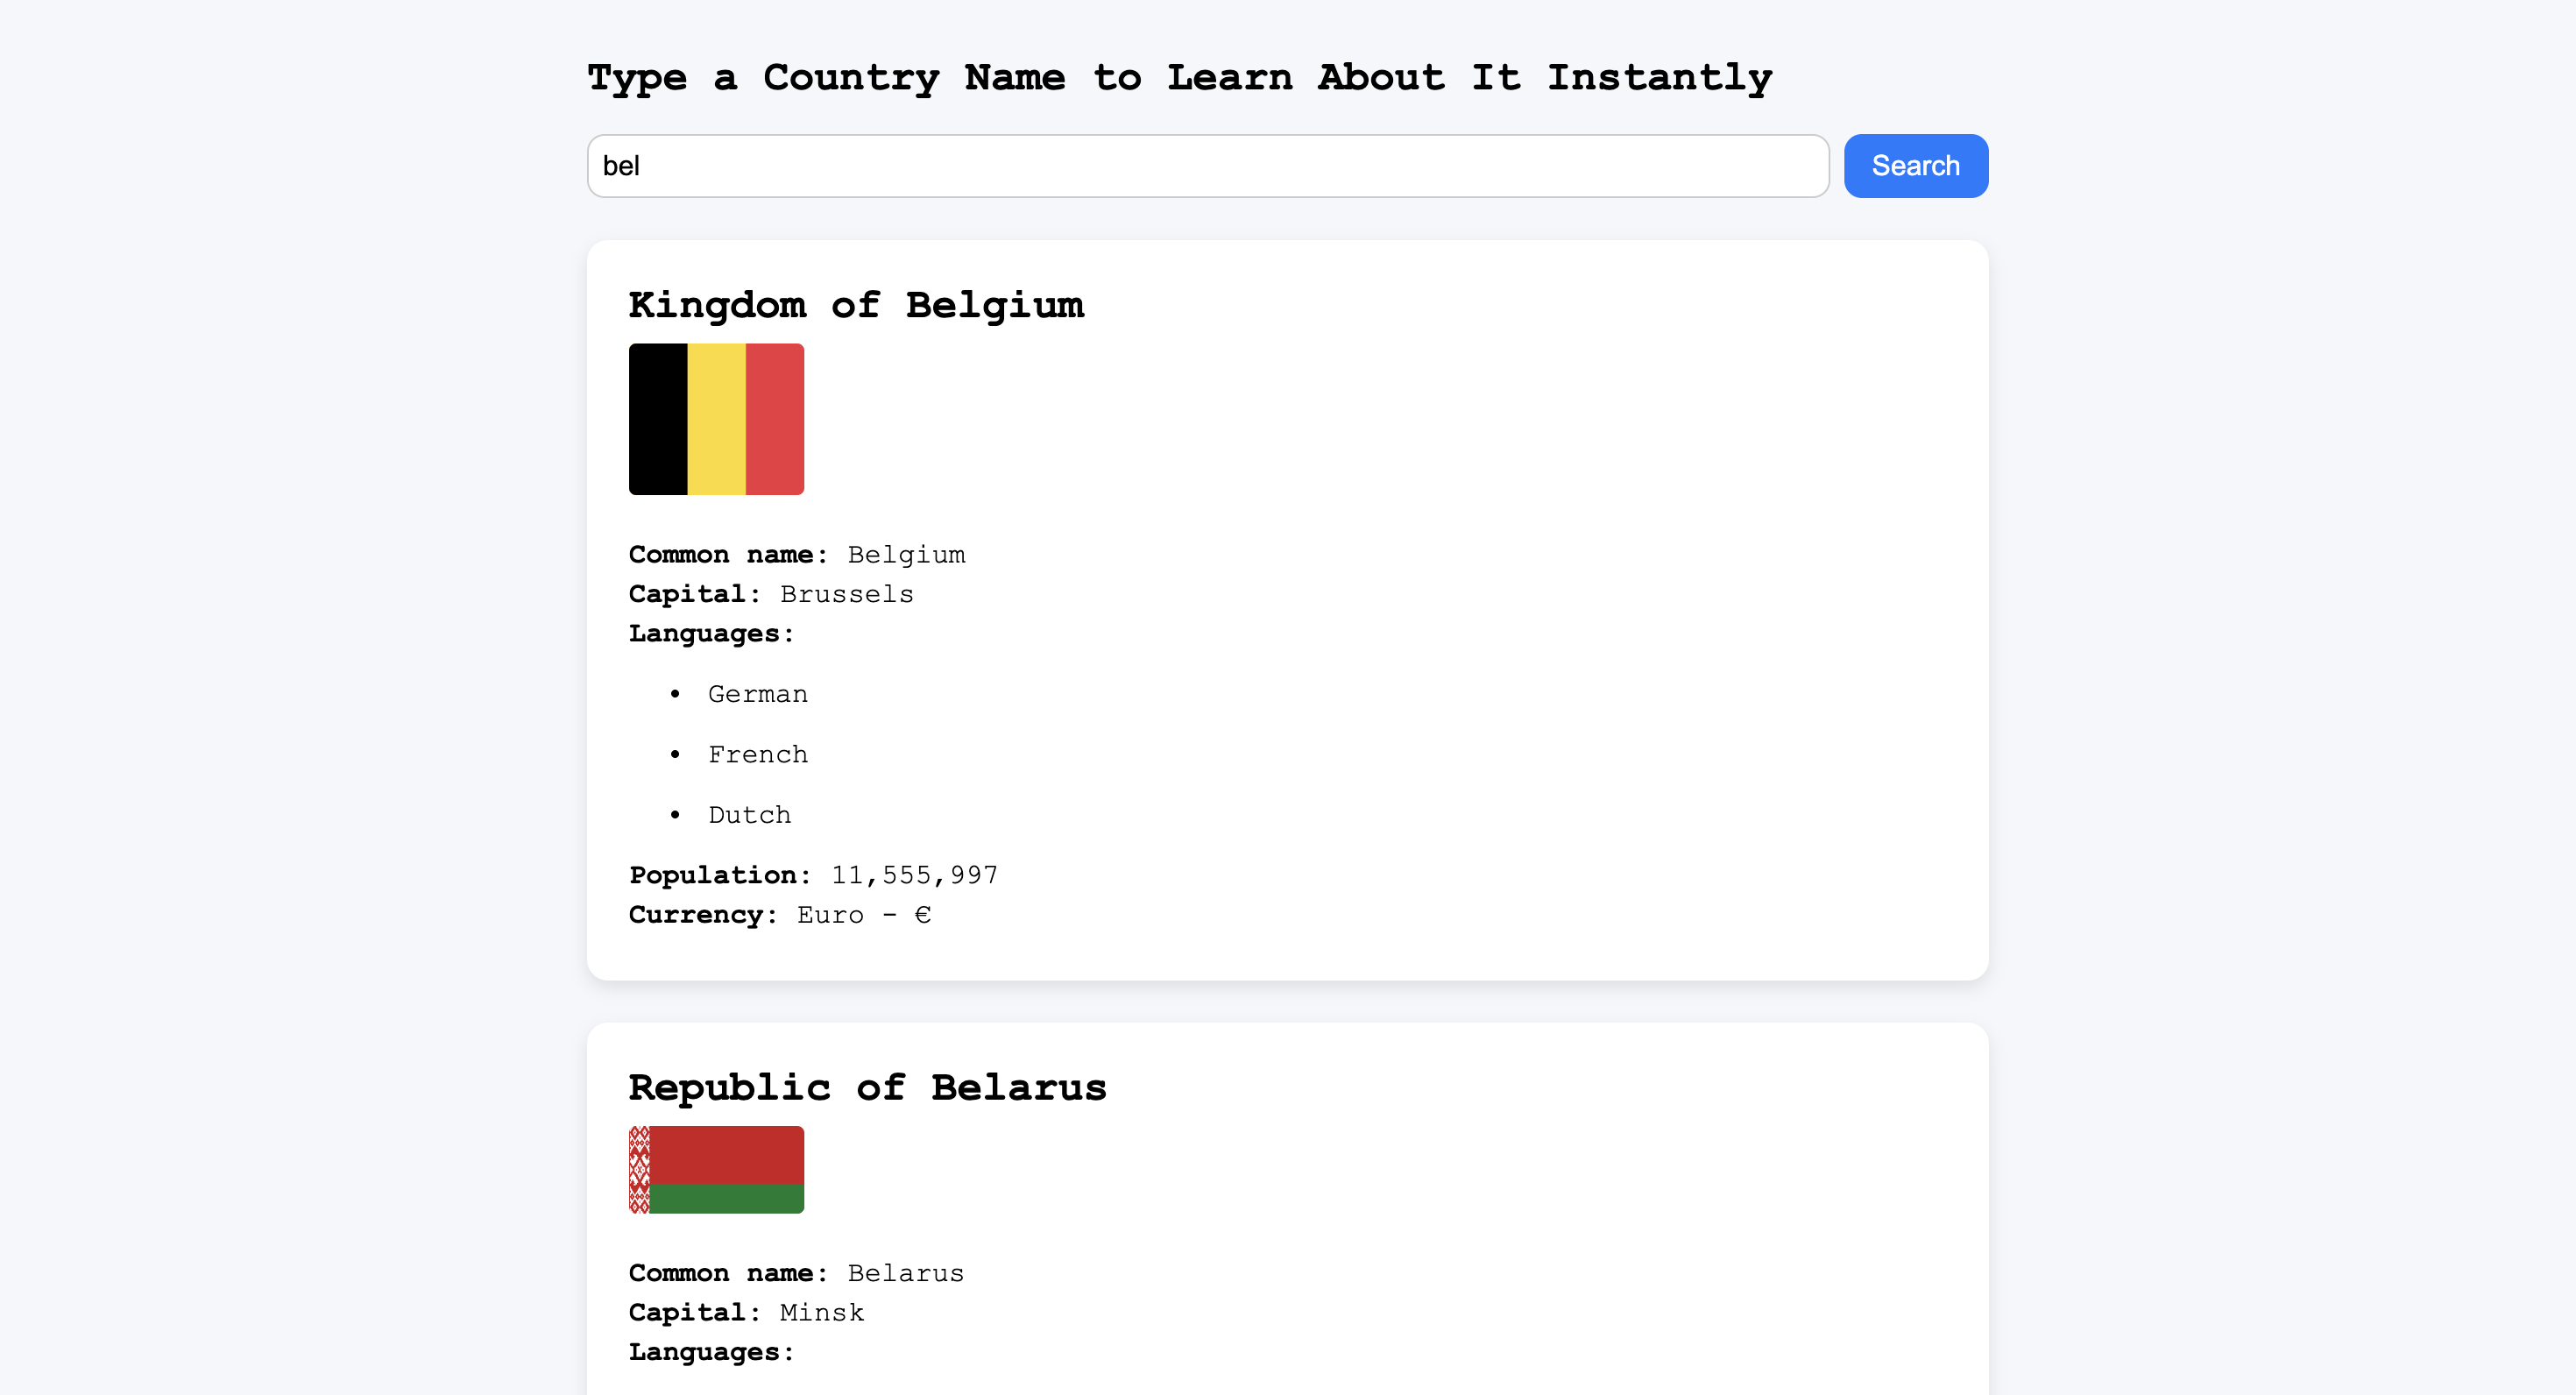 Type a Country Name to Learn About It Instantly
bel
Search
Kingdom of Belgium
Common name: Belgium
Capital: Brussels
Languages:
• German
• French
• Dutch
Population: 11,555,997
Currency: Euro - €
Republic of Belarus
Common name: Belarus
Capital: Minsk
Languages: